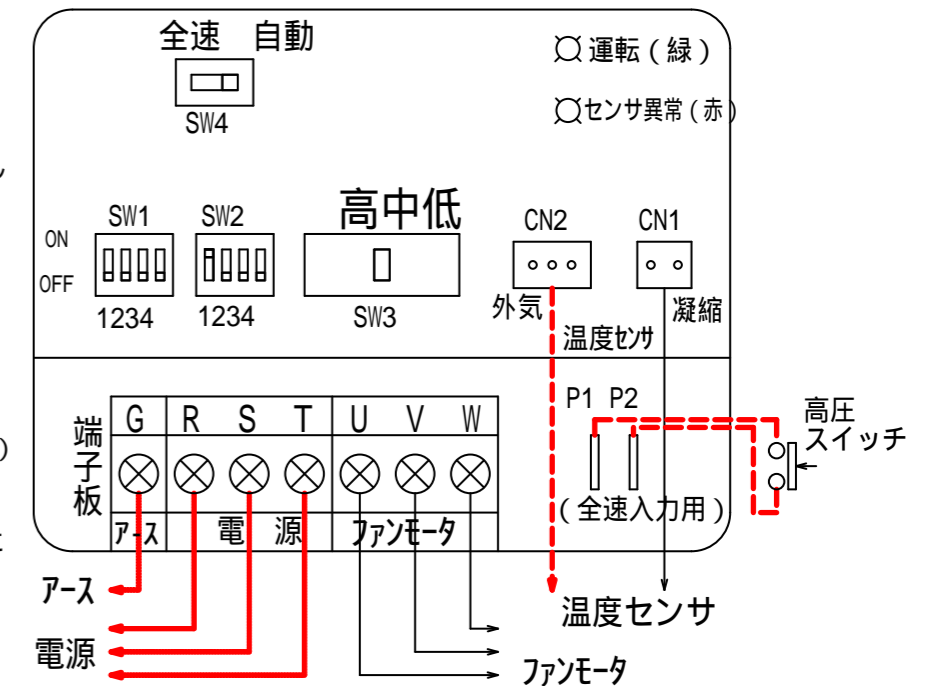 全速 自動
運転（緑）
SW4
センサ異常（赤）
高中低
SW1 SW2 CN2 CN1
ON
OFF
1234 1234 SW3
外気 凝縮
温度ｾﾝｻ
P1 P2
端子板
G R S T U V W
高圧
スイッチ
（全速入力用）
ｱｰｽ 電源 ﾌｧﾝﾓｰﾀ
ｱｰｽ
温度センサ
電源
ﾌｧﾝﾓｰﾀ